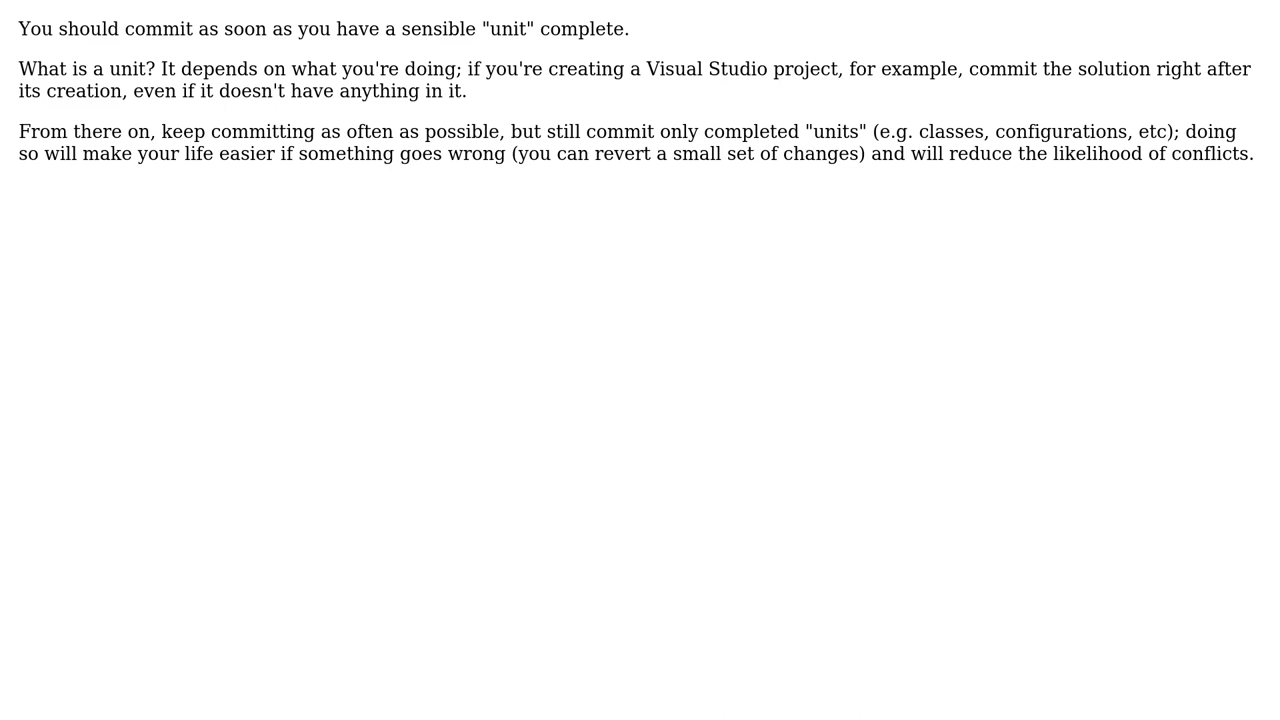 You should commit as soon as you have a sensible "unit" complete.
What is a unit? It depends on what you're doing; if you're creating a Visual Studio project, for example, commit the solution right after
its creation, even if it doesn't have anything in it.
From there on, keep committing as often as possible, but still commit only completed "units" (e.g. classes, configurations, etc); doing
so will make your life easier if something goes wrong (you can revert a small set of changes) and will reduce the likelihood of conflicts.